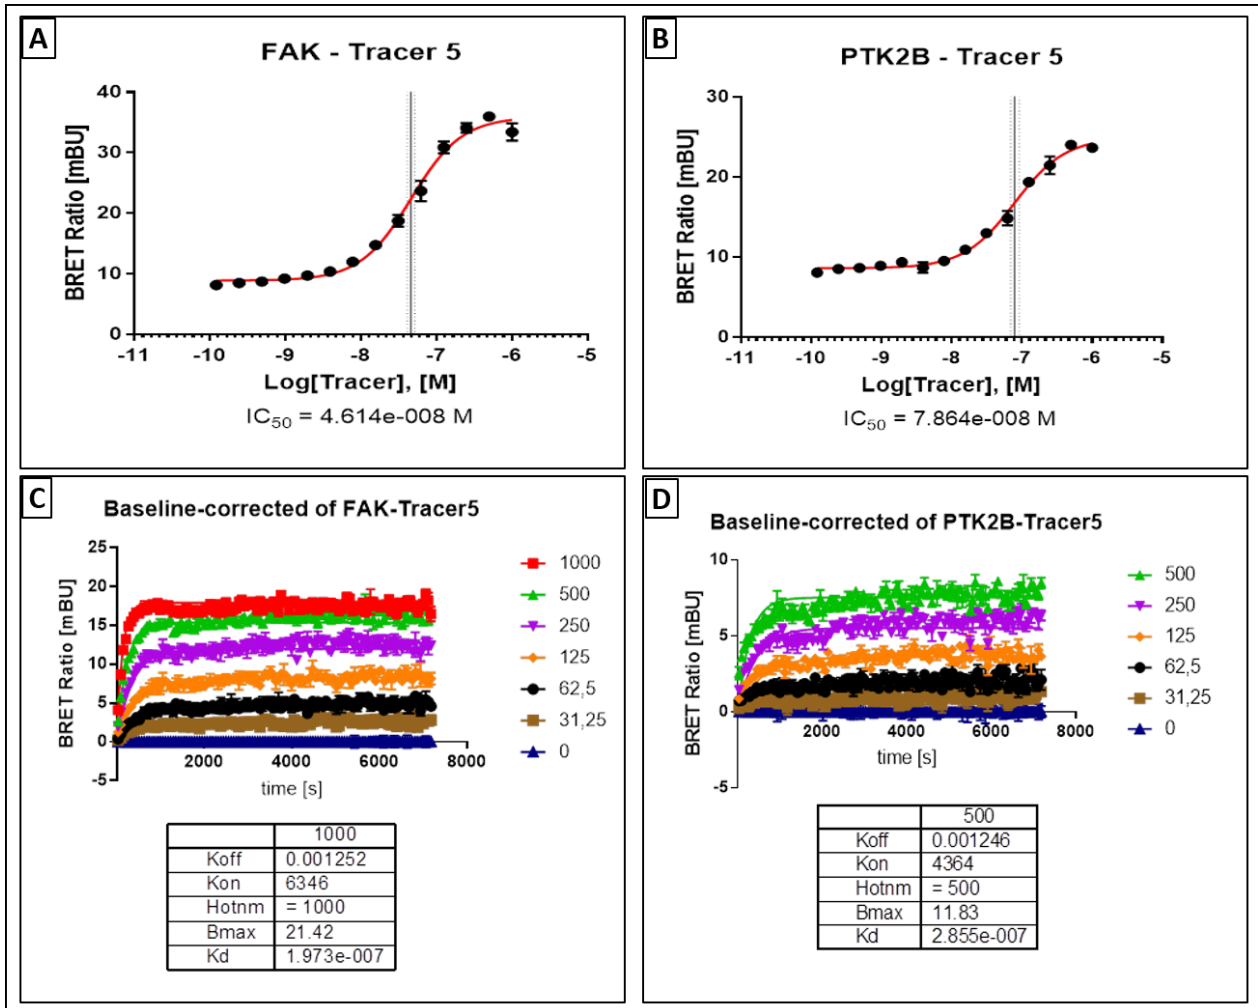 A
FAK - Tracer 5
BRET Ratio [mBU]
40
30
20
10
0
-11 -10 -9 -8 -7 -6 -5
Log[Tracer], [M]
IC50 = 4.614e-008 M
B
PTK2B - Tracer 5
BRET Ratio [mBU]
30
20
10
0
-11 -10 -9 -8 -7 -6 -5
Log[Tracer], [M]
IC50 = 7.864e-008 M
C
Baseline-corrected of FAK-Tracer5
BRET Ratio [mBU]
25
20
15
10
5
0
-5
2000 4000 6000 8000
time [s]
1000
500
250
125
62,5
31,25
0
1000
Koff 0.001252
Kon 6346
Hotnm = 1000
Bmax 21.42
Kd 1.973e-007
D
Baseline-corrected of PTK2B-Tracer5
BRET Ratio [mBU]
10
5
0
-5
2000 4000 6000 8000
time [s]
500
250
125
62,5
31,25
0
500
Koff 0.001246
Kon 4364
Hotnm = 500
Bmax 11.83
Kd 2.855e-007